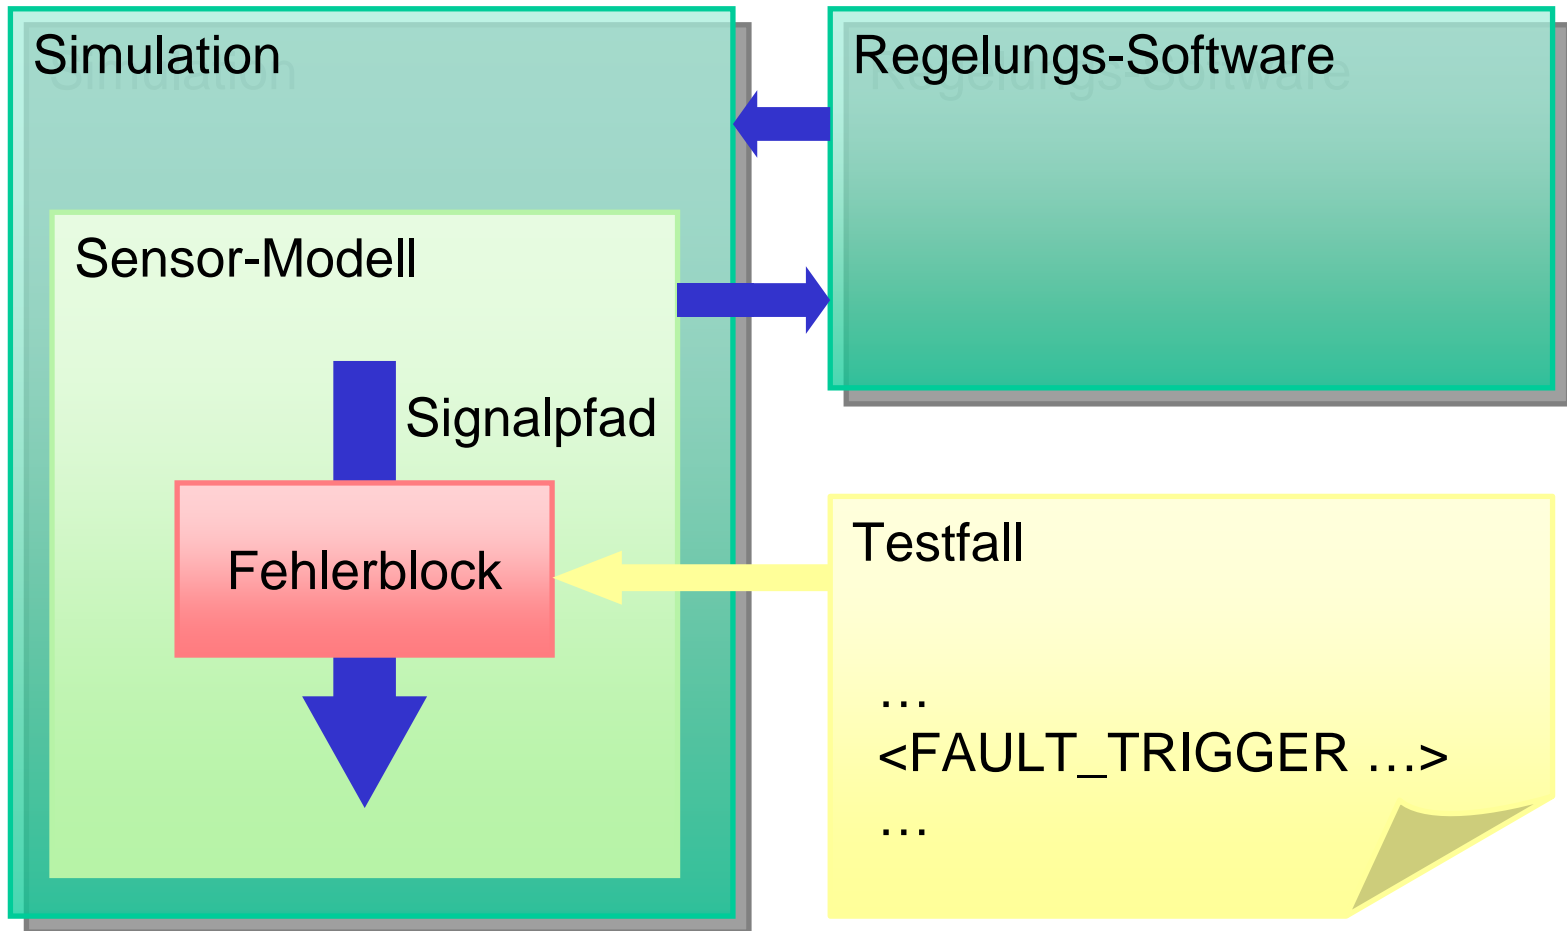 Simulation
Regelungs-Software
Sensor-Modell
Signalpfad
Fehlerblock
Testfall
…
<FAULT_TRIGGER …>
…